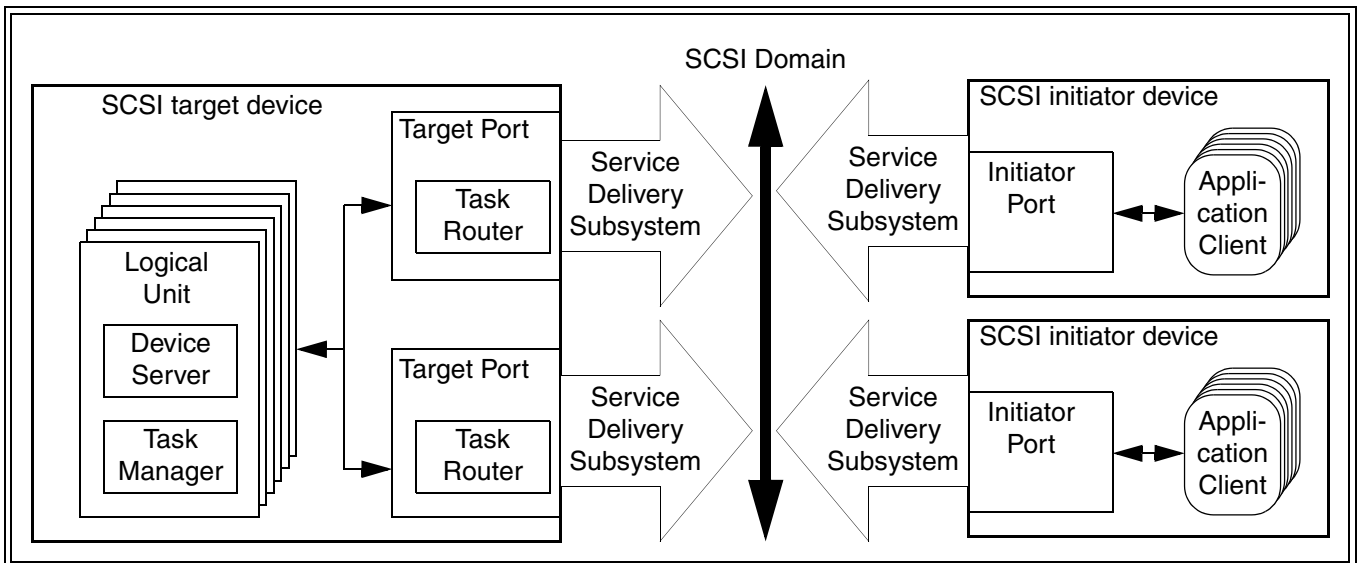 SCSI Domain
SCSI target device
Target Port
Task
Router
Logical
Unit
Device
Server
Task
Manager
Target Port
Task
Router
Service
Delivery
Subsystem
Service
Delivery
Subsystem
Service
Delivery
Subsystem
Service
Delivery
Subsystem
SCSI initiator device
Initiator
Port
Appli-
cation
Client
SCSI initiator device
Initiator
Port
Appli-
cation
Client